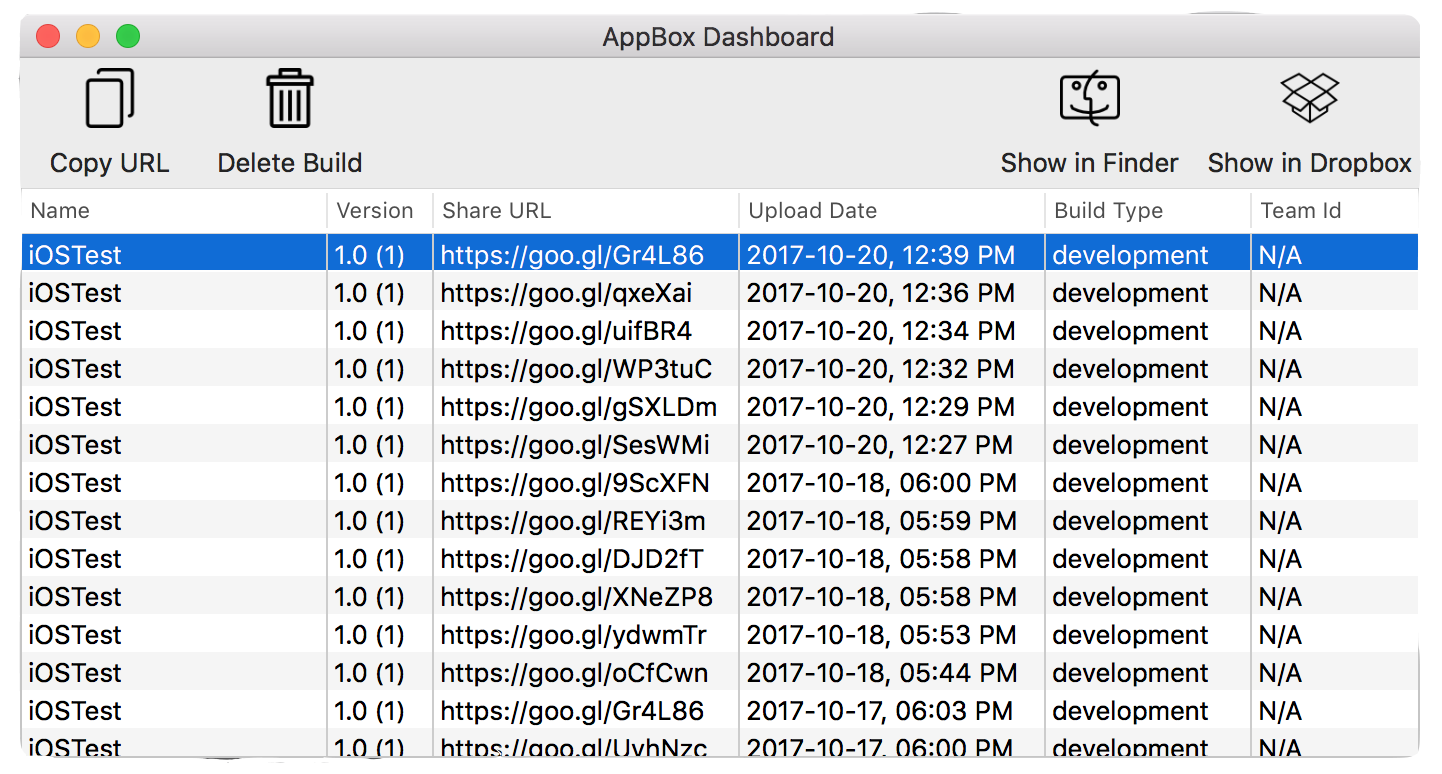 AppBox Dashboard
Copy URL Delete Build Show in Finder Show in Dropbox
Name Version Share URL Upload Date Build Type Team Id
iOSTest 1.0 (1) https://goo.gl/Gr4L86 2017-10-20, 12:39 PM development N/A
iOSTest 1.0 (1) https://goo.gl/qxeXai 2017-10-20, 12:36 PM development N/A
iOSTest 1.0 (1) https://goo.gl/uifBR4 2017-10-20, 12:34 PM development N/A
iOSTest 1.0 (1) https://goo.gl/WP3tuC 2017-10-20, 12:32 PM development N/A
iOSTest 1.0 (1) https://goo.gl/gSXLDm 2017-10-20, 12:29 PM development N/A
iOSTest 1.0 (1) https://goo.gl/SesWMi 2017-10-20, 12:27 PM development N/A
iOSTest 1.0 (1) https://goo.gl/9ScXFN 2017-10-18, 06:00 PM development N/A
iOSTest 1.0 (1) https://goo.gl/REYi3m 2017-10-18, 05:59 PM development N/A
iOSTest 1.0 (1) https://goo.gl/DJD2fT 2017-10-18, 05:58 PM development N/A
iOSTest 1.0 (1) https://goo.gl/XNeZP8 2017-10-18, 05:58 PM development N/A
iOSTest 1.0 (1) https://goo.gl/ydwmTr 2017-10-18, 05:53 PM development N/A
iOSTest 1.0 (1) https://goo.gl/oCfCwn 2017-10-18, 05:44 PM development N/A
iOSTest 1.0 (1) https://goo.gl/Gr4L86 2017-10-17, 06:03 PM development N/A
iOSTest 1.0 (1) 2017-10-17, 06:00 PM development N/A